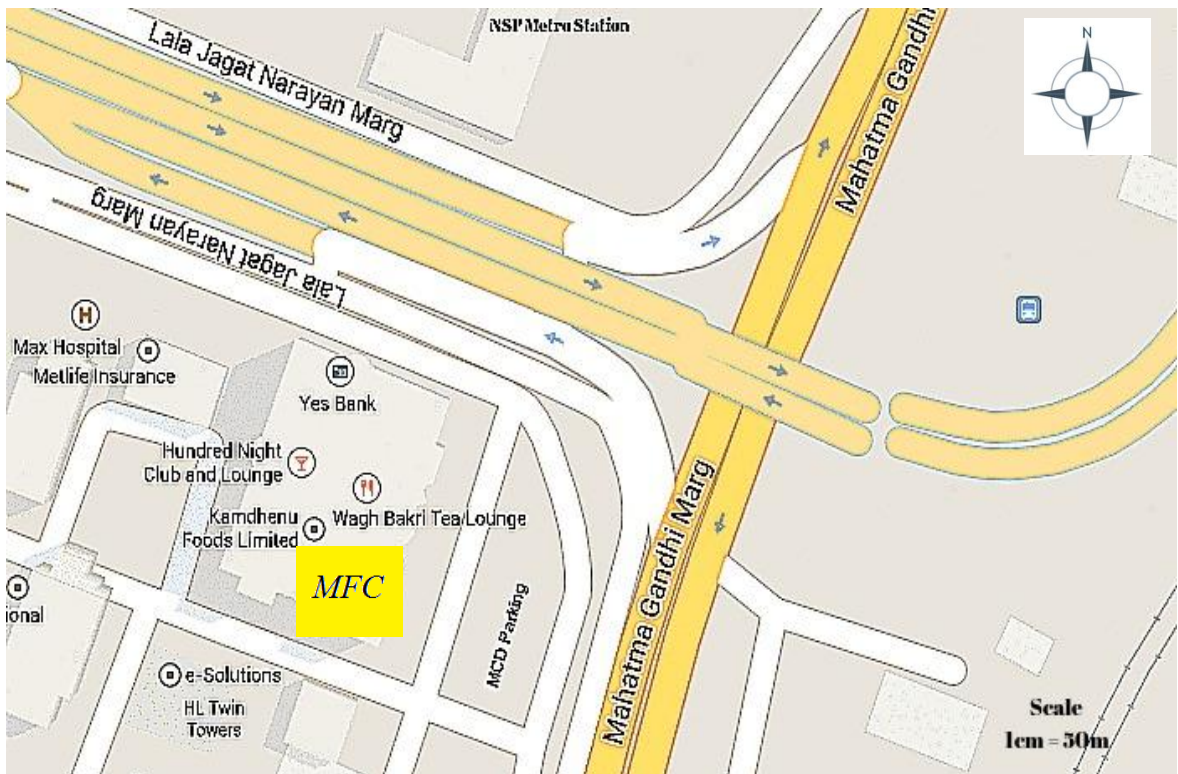 NSP Metro Station
N
Lala Jagat Narayan Marg
Mahatma Gandhi
Lala Jagat Narayan Marg
H
Max Hospital
Metlife Insurance
Yes Bank
Hundred Night
Club and Lounge
Wagh Bakri Tea Lounge
Kamdhenu
Foods Limited
MFC
Mahatma Gandhi Marg
ional
MCD Parking
e-Solutions
HL Twin
Towers
Scale
1cm = 50m